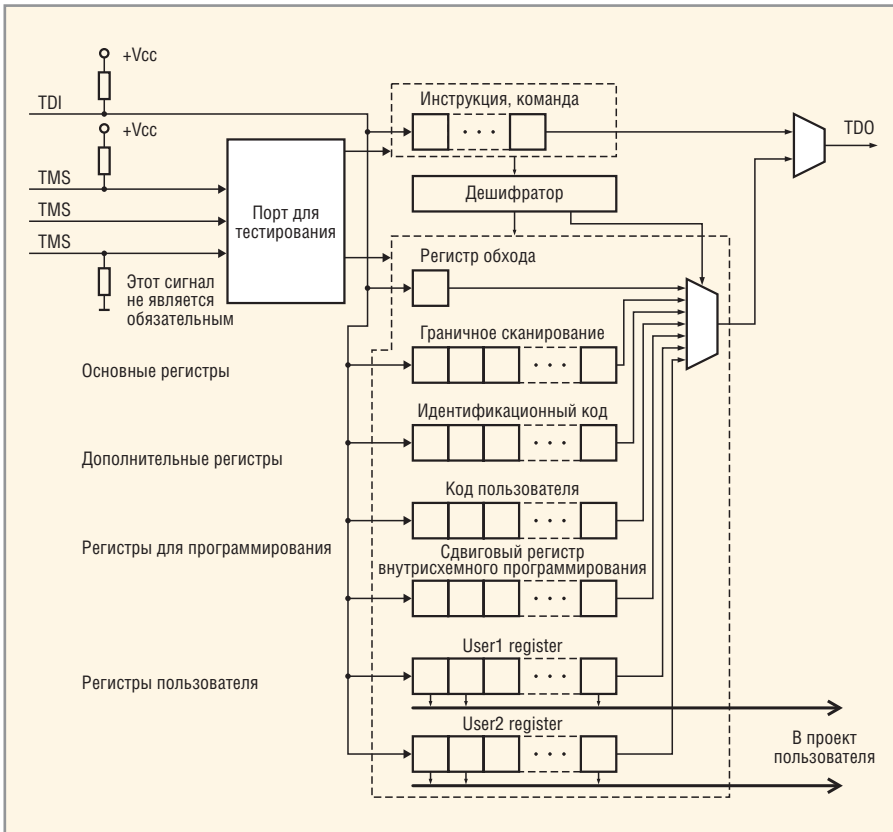 +Vcc
TDI
+Vcc
TMS
TMS
TMS
Этот сигнал
не является
обязательным
Порт для
тестирования
Инструкция, команда
TDO
Дешифратор
Регистр обхода
Граничное сканирование
Основные регистры
Идентификационный код
Дополнительные регистры
Код пользователя
Регистры для программирования
Сдвиговый регистр
внутрисхемного программирования
User1 register
Регистры пользователя
User2 register
В проект
пользователя